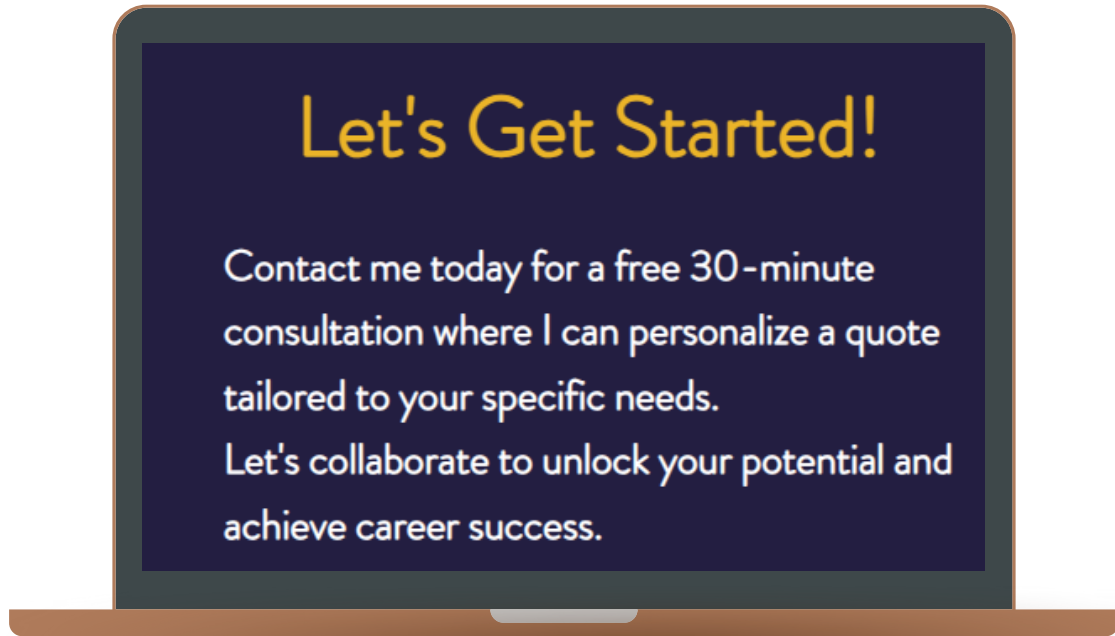 Let's Get Started!
Contact me today for a free 30-minute
consultation where I can personalize a quote
tailored to your specific needs.
Let's collaborate to unlock your potential and
achieve career success.